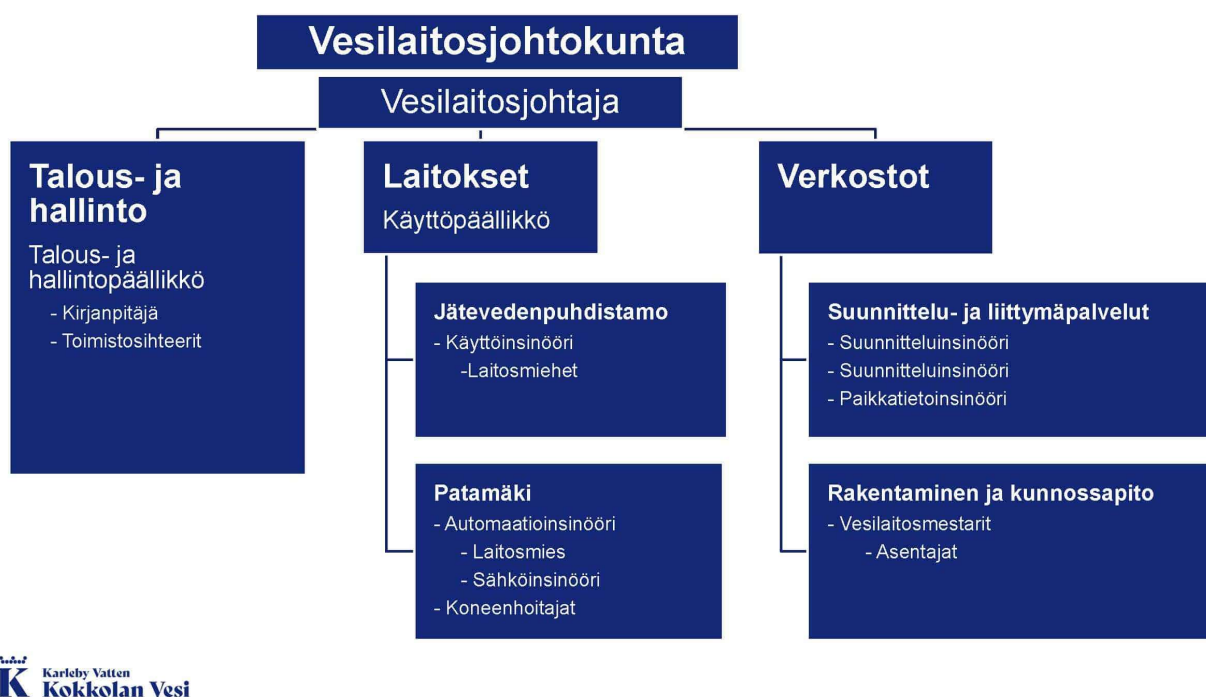 Vesilaitosjohtokunta
Vesilaitosjohtaja
Talous- ja
hallinto
Talous- ja
hallintopäällikkö
- Kirjanpitäjä
- Toimistosihteerit
Laitokset
Käyttöpäällikkö
Jätevedenpuhdistamo
- Käyttöinsinööri
-Laitosmiehet
Patamäki
- Automaatioinsinööri
- Laitosmies
- Sähköinsinööri
- Koneenhoitajat
Verkostot
Suunnittelu- ja liittymäpalvelut
- Suunnitteluinsinööri
- Suunnitteluinsinööri
- Paikkatietoinsinööri
Rakentaminen ja kunnossapito
- Vesilaitosmestarit
- Asentajat
K
Karleby Vatten
Kokkolan Vesi